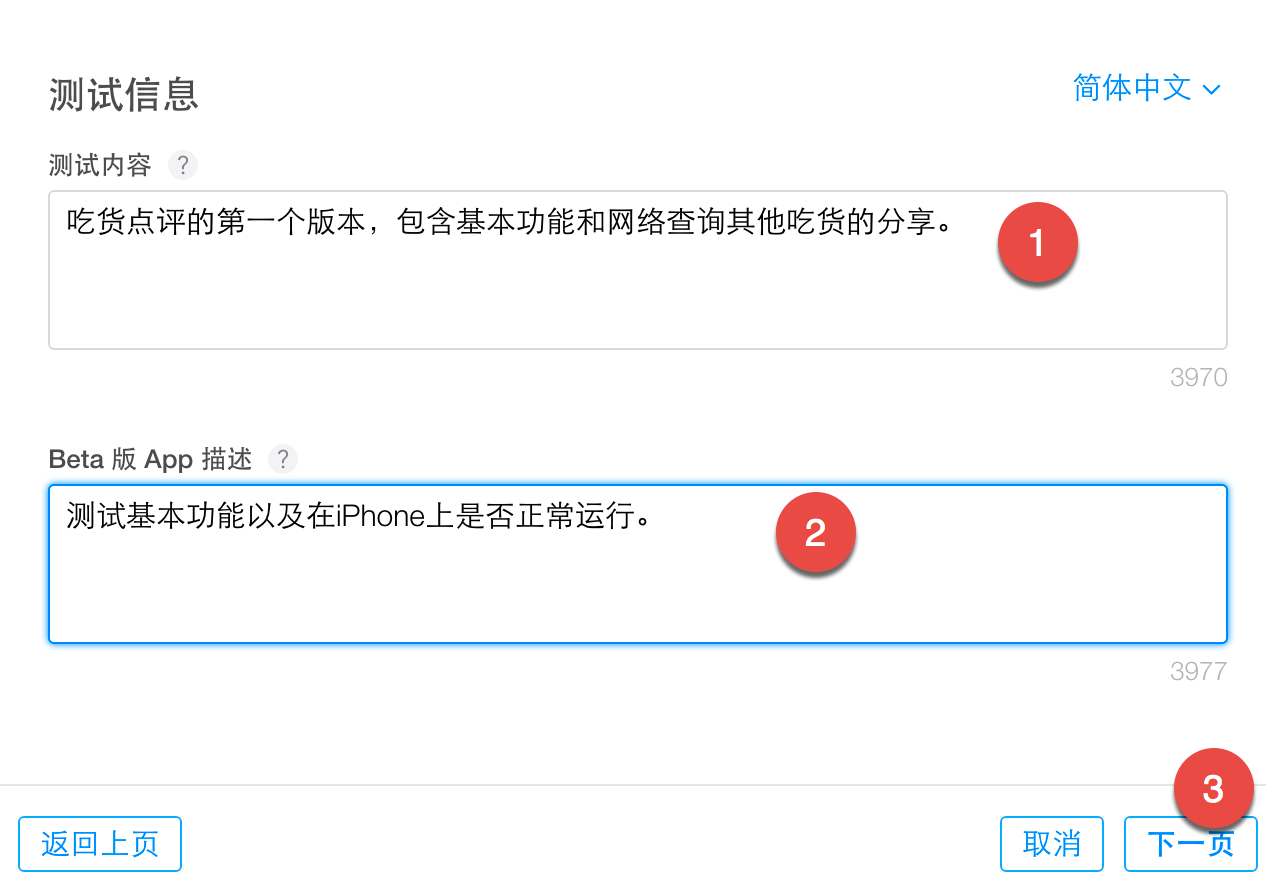 测试信息
简体中文
测试内容 ?
吃货点评的第一个版本，包含基本功能和网络查询其他吃货的分享。
1
3970
Beta 版 App 描述 ?
测试基本功能以及在iPhone上是否正常运行。
2
3977
3
返回上页
取消
下一页